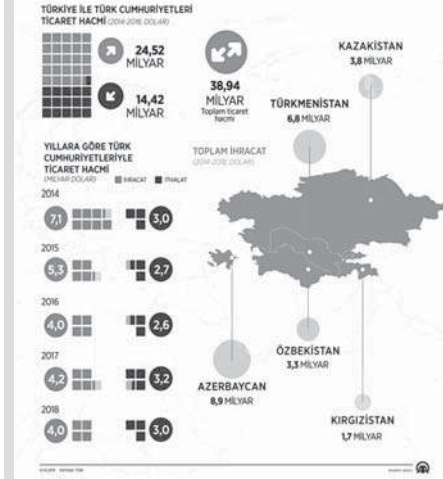 TÜRKİYE İLE TÜRK CUMHURİYETLERİ
TİCARET HACMİ (2014-2018, DOLAR)
24,52
MİLYAR
14,42
MİLYAR
38,94
MİLYAR
Toplam ticaret
hacmi
YILLARA GÖRE TÜRK
CUMHURİYETLERİYLE
TİCARET HACMİ
(MİLYAR DOLAR)
İHRACAT
İTHALAT
2014
7,1
3,0
2015
5,3
2,7
2016
4,0
2,6
2017
4,2
3,2
2018
4,0
3,0
TOPLAM İHRACAT
(2014-2018, DOLAR)
KAZAKİSTAN
3,8 MİLYAR
TÜRKMENİSTAN
6,8 MİLYAR
AZERBAYCAN
8,9 MİLYAR
ÖZBEKİSTAN
3,3 MİLYAR
KIRGIZİSTAN
1,7 MİLYAR